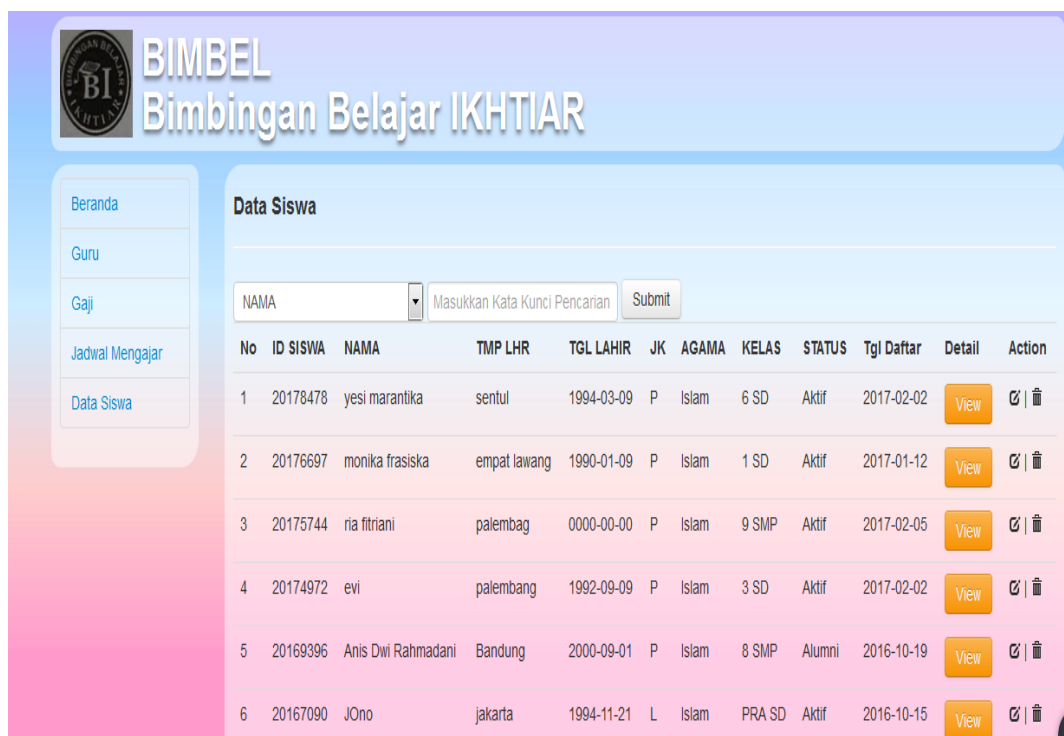 BIMBINGAN BELAJAR
BI
IKHTIAR
BIMBEL
Bimbingan Belajar IKHTIAR
Beranda
Guru
Gaji
Jadwal Mengajar
Data Siswa
Data Siswa
NAMA Masukkan Kata Kunci Pencarian Submit
No ID SISWA NAMA TMP LHR TGL LAHIR JK AGAMA KELAS STATUS Tgl Daftar Detail Action
1 20178478 yesi marantika sentul 1994-03-09 P Islam 6 SD Aktif 2017-02-02 View |
2 20176697 monika frasiska empat lawang 1990-01-09 P Islam 1 SD Aktif 2017-01-12 View |
3 20175744 ria fitriani palembag 0000-00-00 P Islam 9 SMP Aktif 2017-02-05 View |
4 20174972 evi palembang 1992-09-09 P Islam 3 SD Aktif 2017-02-02 View |
5 20169396 Anis Dwi Rahmadani Bandung 2000-09-01 P Islam 8 SMP Alumni 2016-10-19 View |
6 20167090 JOno jakarta 1994-11-21 L Islam PRA SD Aktif 2016-10-15 View |